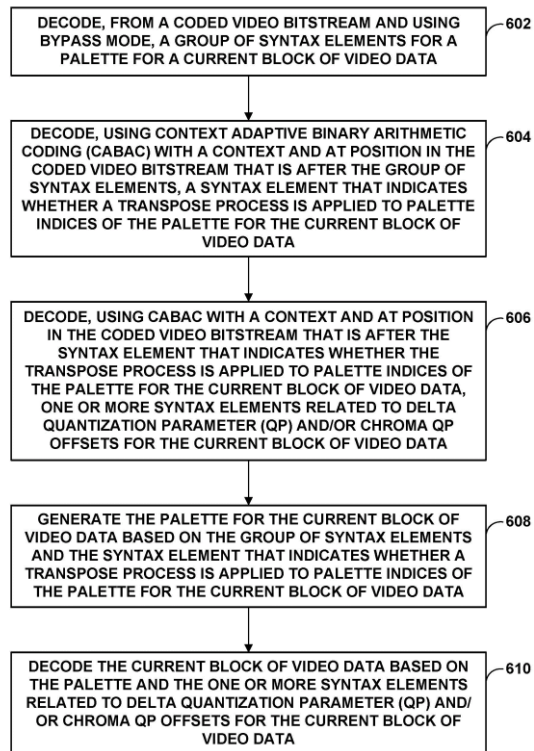 DECODE, FROM A CODED VIDEO BITSTREAM AND USING
BYPASS MODE, A GROUP OF SYNTAX ELEMENTS FOR A
PALETTE FOR A CURRENT BLOCK OF VIDEO DATA
602
DECODE, USING CONTEXT ADAPTIVE BINARY ARITHMETIC
CODING (CABAC) WITH A CONTEXT AND AT POSITION IN THE
CODED VIDEO BITSTREAM THAT IS AFTER THE GROUP OF
SYNTAX ELEMENTS, A SYNTAX ELEMENT THAT INDICATES
WHETHER A TRANSPOSE PROCESS IS APPLIED TO PALETTE
INDICES OF THE PALETTE FOR THE CURRENT BLOCK OF
VIDEO DATA
604
DECODE, USING CABAC WITH A CONTEXT AND AT POSITION
IN THE CODED VIDEO BITSTREAM THAT IS AFTER THE
SYNTAX ELEMENT THAT INDICATES WHETHER THE
TRANSPOSE PROCESS IS APPLIED TO PALETTE INDICES OF
THE PALETTE FOR THE CURRENT BLOCK OF VIDEO DATA,
ONE OR MORE SYNTAX ELEMENTS RELATED TO DELTA
QUANTIZATION PARAMETER (QP) AND/OR CHROMA QP
OFFSETS FOR THE CURRENT BLOCK OF VIDEO DATA
606
GENERATE THE PALETTE FOR THE CURRENT BLOCK OF
VIDEO DATA BASED ON THE GROUP OF SYNTAX ELEMENTS
AND THE SYNTAX ELEMENT THAT INDICATES WHETHER A
TRANSPOSE PROCESS IS APPLIED TO PALETTE INDICES OF
THE PALETTE FOR THE CURRENT BLOCK OF VIDEO DATA
608
DECODE THE CURRENT BLOCK OF VIDEO DATA BASED ON
THE PALETTE AND THE ONE OR MORE SYNTAX ELEMENTS
RELATED TO DELTA QUANTIZATION PARAMETER (QP) AND/
OR CHROMA QP OFFSETS FOR THE CURRENT BLOCK OF
VIDEO DATA
610